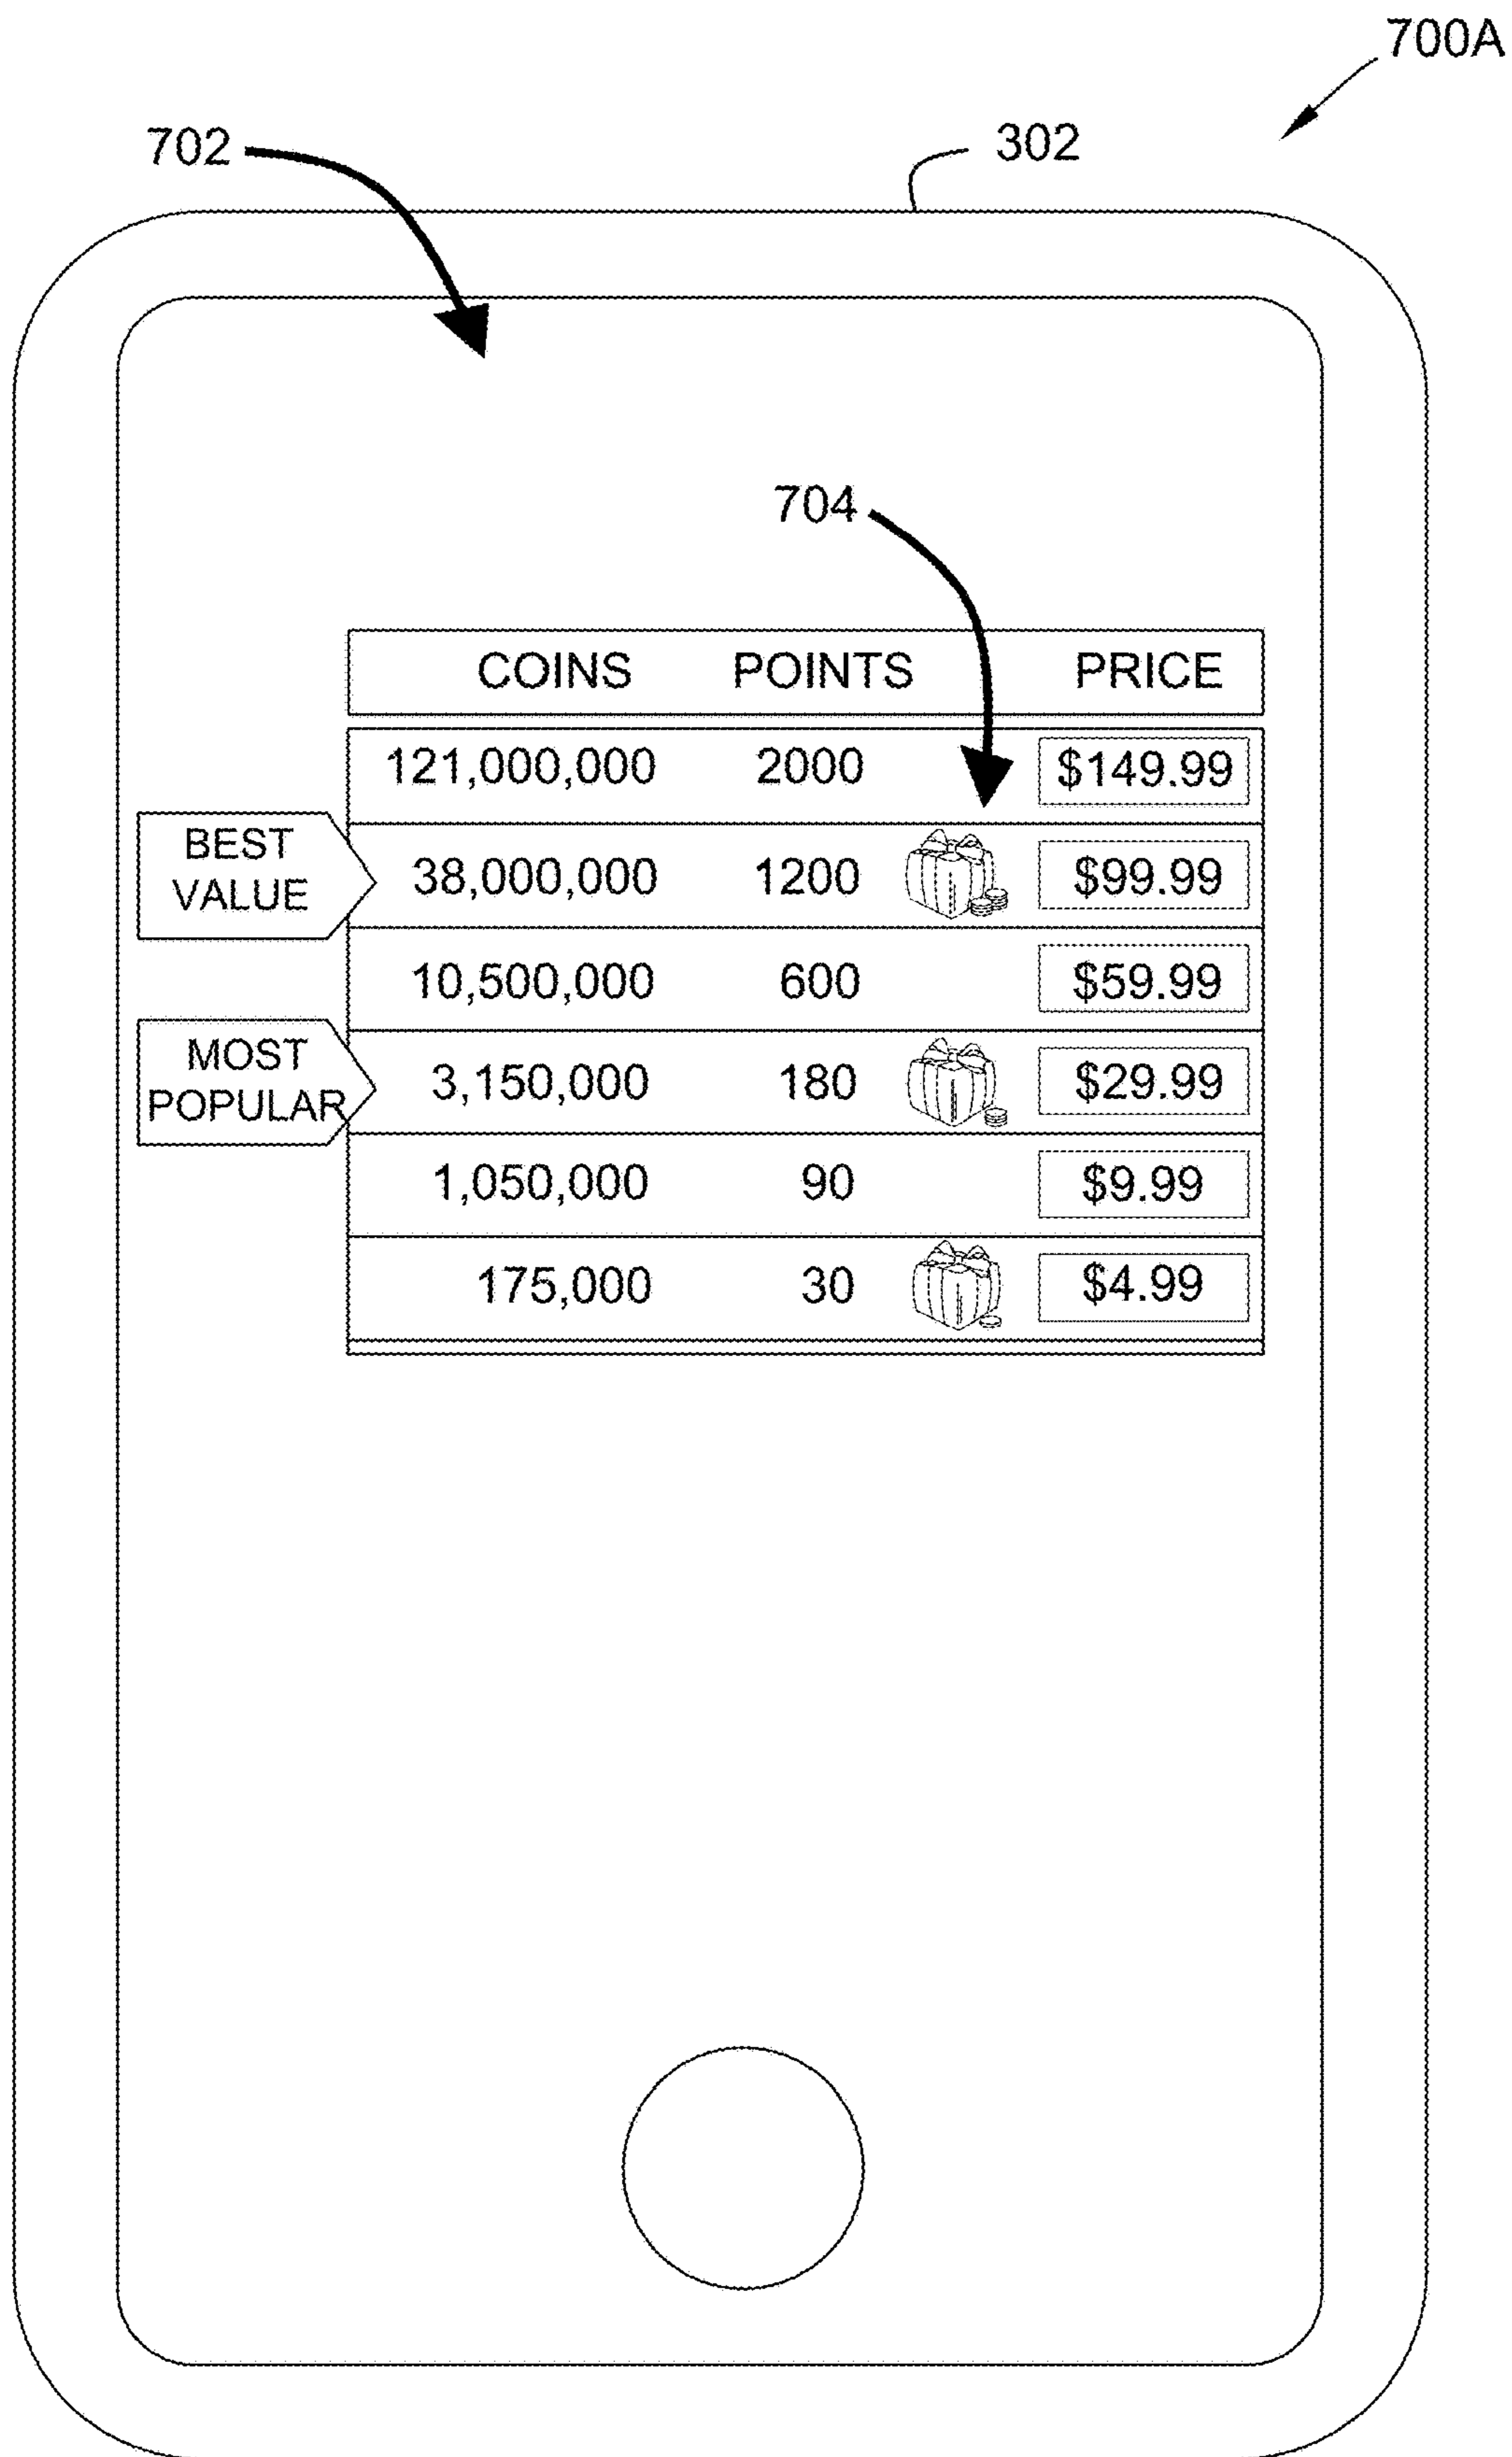 700A
702
302
704
COINS POINTS PRICE
121,000,000 2000 $149.99
BEST
VALUE
38,000,000 1200 $99.99
10,500,000 600 $59.99
MOST
POPULAR
3,150,000 180 $29.99
1,050,000 90 $9.99
175,000 30 $4.99